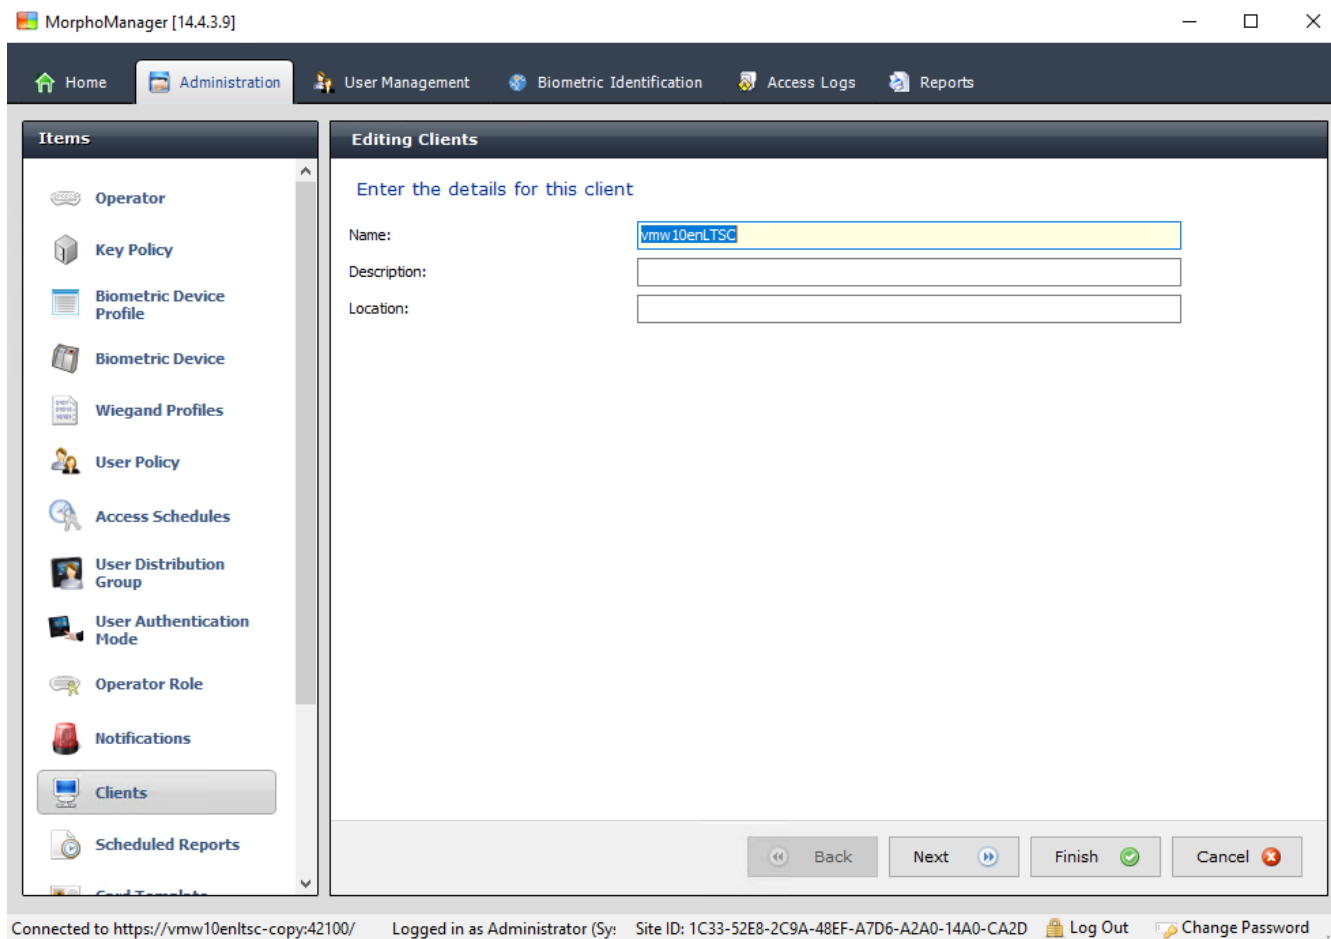 MorphoManager [14.4.3.9]
Home
Administration
User Management
Biometric Identification
Access Logs
Reports
Items
Operator
Key Policy
Biometric Device
Profile
Biometric Device
Wiegand Profiles
User Policy
Access Schedules
User Distribution
Group
User Authentication
Mode
Operator Role
Notifications
Clients
Scheduled Reports
Card Template
Editing Clients
Enter the details for this client
Name: vmw10enLTSC
Description:
Location:
Back
Next
Finish
Cancel
Connected to https://vmw10enltsc-copy:42100/ Logged in as Administrator (Sy: Site ID: 1C33-52E8-2C9A-48EF-A7D6-A2A0-14A0-CA2D Log Out Change Password